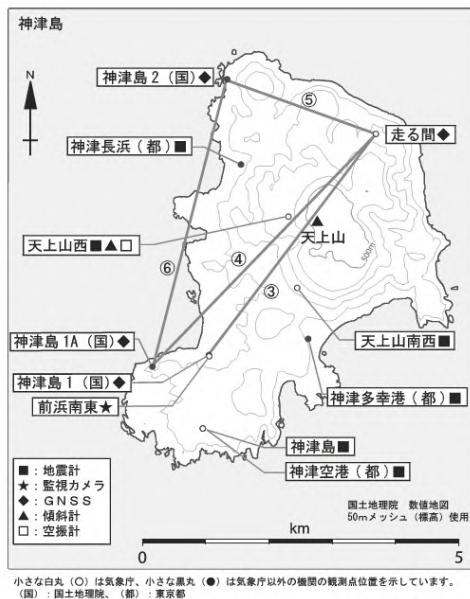 神津島
N
神津島2（国）◆
⑤
走る間◆
神津長浜（都）■
天上山西■▲□
天上山
500m
⑥
④
③
神津島1A（国）◆
天上山南西■
神津島1（国）◆
前浜南東★
神津多幸港（都）■
神津島■
神津空港（都）■
■：地震計
★：監視カメラ
◆：ＧＮＳＳ
▲：傾斜計
□：空振計
国土地理院　数値地図
50mメッシュ（標高）使用
km
0
5
小さな白丸（○）は気象庁、小さな黒丸（●）は気象庁以外の機関の観測点位置を示しています。
（国）：国土地理院、（都）：東京都